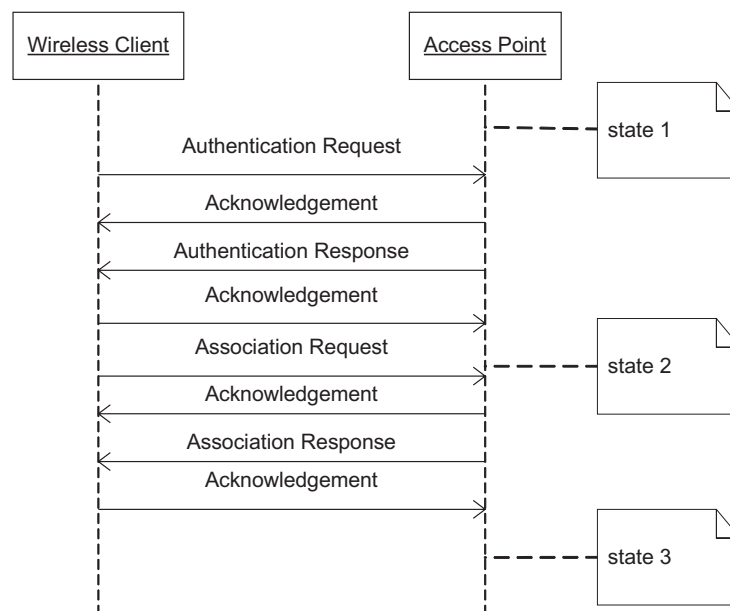 Wireless Client
Access Point
state 1
Authentication Request
Acknowledgement
Authentication Response
Acknowledgement
Association Request
state 2
Acknowledgement
Association Response
Acknowledgement
state 3